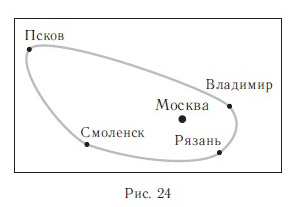 Псков
Владимир
Москва
Смоленск
Рязань
Рис. 24